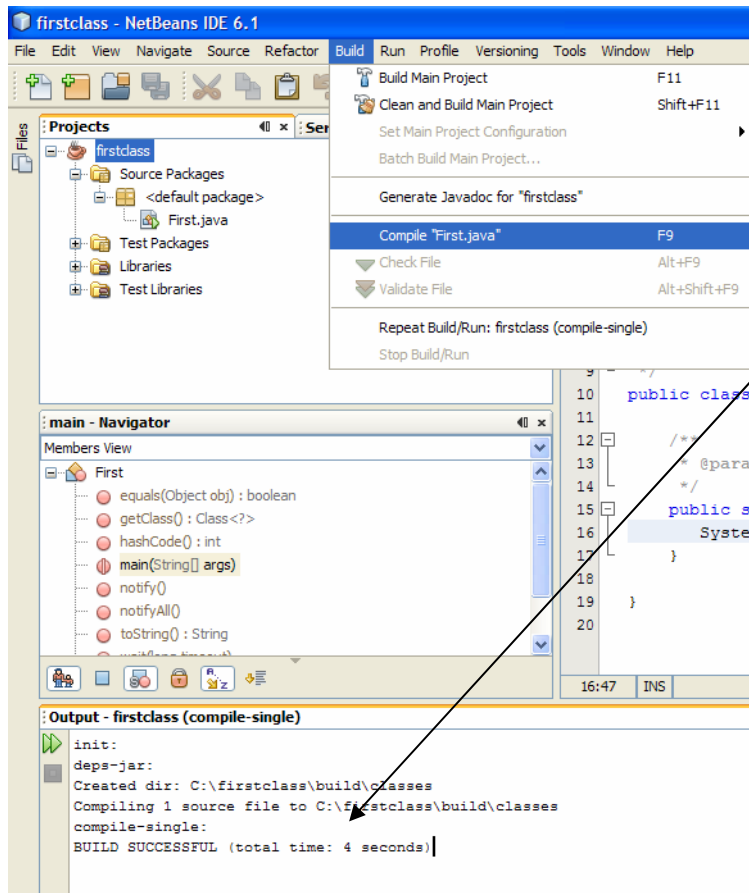 firstclass - NetBeans IDE 6.1
File Edit View Navigate Source Refactor Build Run Profile Versioning Tools Window Help
Build Main Project F11
Clean and Build Main Project Shift+F11
Set Main Project Configuration
Batch Build Main Project...
Generate Javadoc for "firstclass"
Compile "First.java" F9
Check File Alt+F9
Validate File Alt+Shift+F9
Repeat Build/Run: firstclass (compile-single)
Stop Build/Run
Files
Projects
Ser
firstclass
Source Packages
<default package>
First.java
Test Packages
Libraries
Test Libraries
9 */
10 public class
11
12 /**
13 * @para
14 */
15 public s
16 Syste
17 }
18
19 }
20
16:47 INS
main - Navigator
Members View
First
equals(Object obj) : boolean
getClass() : Class<?>
hashCode() : int
main(String[] args)
notify()
notifyAll()
toString() : String
wait(long timeout)
Output - firstclass (compile-single)
init:
deps-jar:
Created dir: C:\firstclass\build\classes
Compiling 1 source file to C:\firstclass\build\classes
compile-single:
BUILD SUCCESSFUL (total time: 4 seconds)